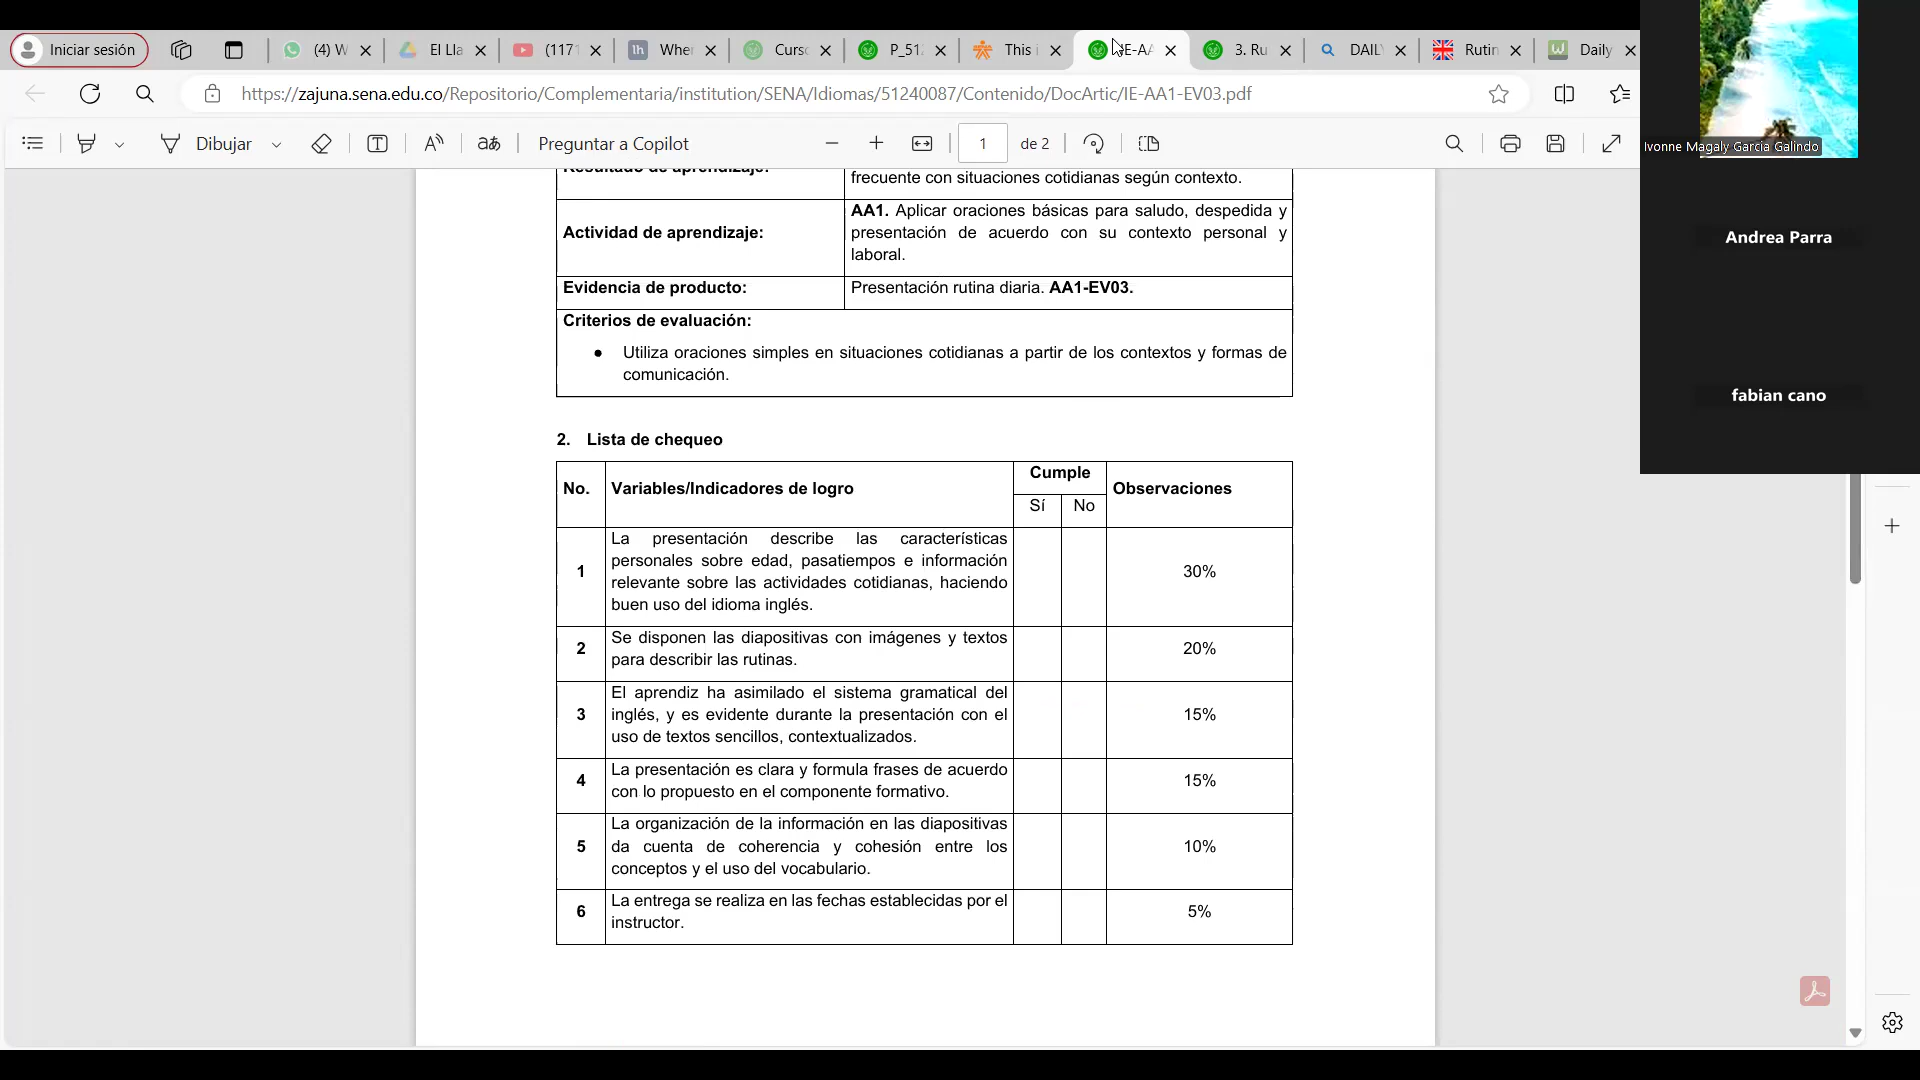 Iniciar sesión
(4) W
El Lla
(1171
Whe
Curso
P_512
This i
IE-AA
3. Ru
DAIL
Rutin
Daily
https://zajuna.sena.edu.co/Repositorio/Complementaria/institution/SENA/Idiomas/51240087/Contenido/DocArtic/IE-AA1-EV03.pdf
Dibujar
Preguntar a Copilot
1
de 2
Ivonne Magaly Garcia Galindo
Andrea Parra
fabian cano
Resultado de aprendizaje:
frecuente con situaciones cotidianas según contexto.
Actividad de aprendizaje:
AA1. Aplicar oraciones básicas para saludo, despedida y
presentación de acuerdo con su contexto personal y
laboral.
Evidencia de producto:
Presentación rutina diaria. AA1-EV03.
Criterios de evaluación:
● Utiliza oraciones simples en situaciones cotidianas a partir de los contextos y formas de
comunicación.
2. Lista de chequeo
No.
Variables/Indicadores de logro
Cumple
Sí
No
Observaciones
1
La presentación describe las características
personales sobre edad, pasatiempos e información
relevante sobre las actividades cotidianas, haciendo
buen uso del idioma inglés.
30%
2
Se disponen las diapositivas con imágenes y textos
para describir las rutinas.
20%
3
El aprendiz ha asimilado el sistema gramatical del
inglés, y es evidente durante la presentación con el
uso de textos sencillos, contextualizados.
15%
4
La presentación es clara y formula frases de acuerdo
con lo propuesto en el componente formativo.
15%
5
La organización de la información en las diapositivas
da cuenta de coherencia y cohesión entre los
conceptos y el uso del vocabulario.
10%
6
La entrega se realiza en las fechas establecidas por el
instructor.
5%